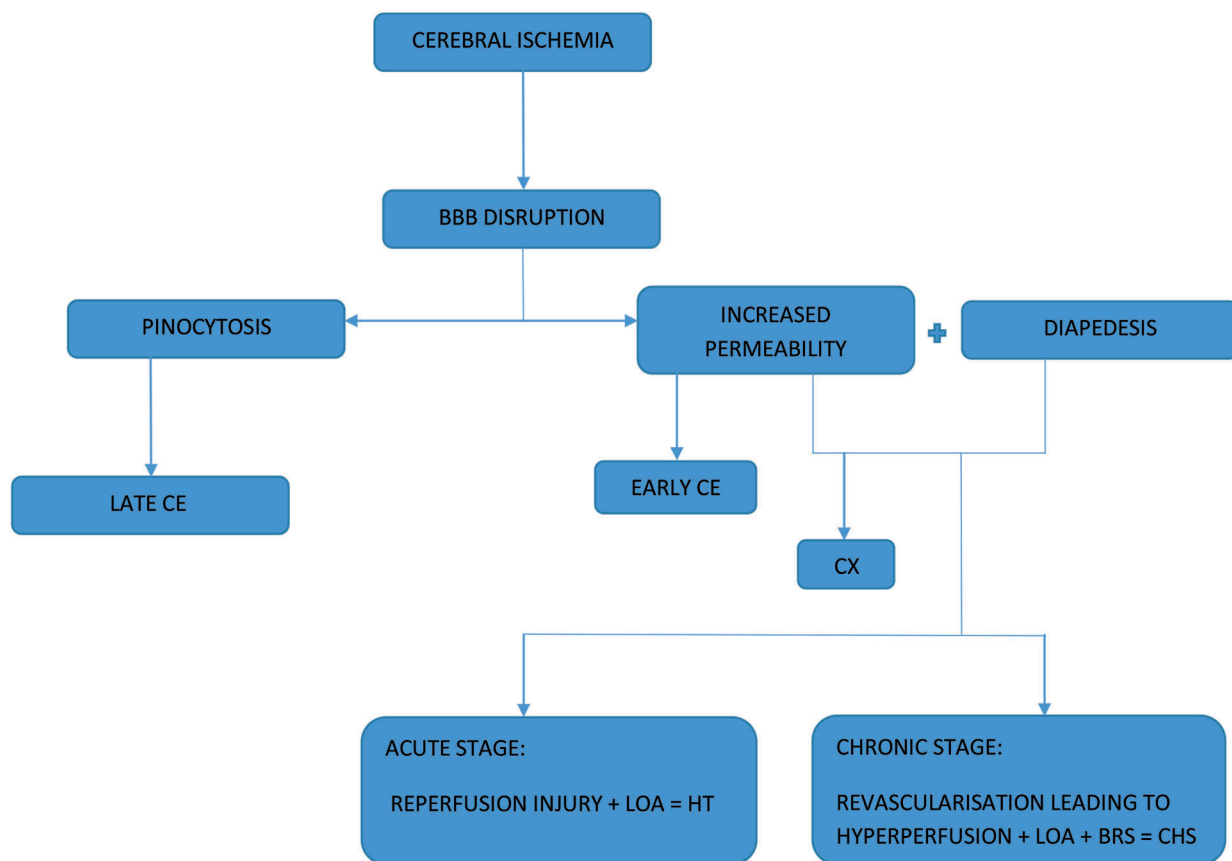 CEREBRAL ISCHEMIA
BBB DISRUPTION
PINOCYTOSIS
INCREASED
PERMEABILITY
DIAPEDESIS
LATE CE
EARLY CE
CX
ACUTE STAGE:
REPERFUSION INJURY + LOA = HT
CHRONIC STAGE:
REVASCULARISATION LEADING TO
HYPERPERFUSION + LOA + BRS = CHS